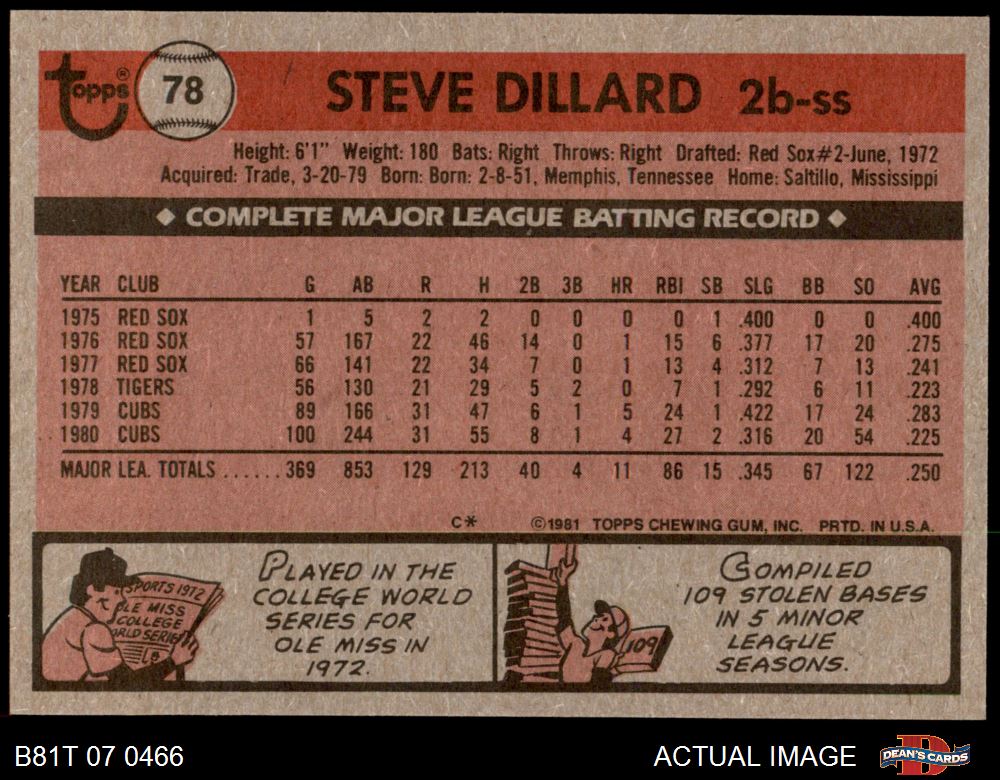 topps® 78 STEVE DILLARD 2b-ss
Height: 6'1" Weight: 180 Bats: Right Throws: Right Drafted: Red Sox#2-June, 1972
Acquired: Trade, 3-20-79 Born: Born: 2-8-51, Memphis, Tennessee Home: Saltillo, Mississippi
◆ COMPLETE MAJOR LEAGUE BATTING RECORD ◆
YEAR CLUB G AB R H 2B 3B HR RBI SB SLG BB SO AVG
1975 RED SOX 1 5 2 2 0 0 0 0 1 .400 0 0 .400
1976 RED SOX 57 167 22 46 14 0 1 15 6 .377 17 20 .275
1977 RED SOX 66 141 22 34 7 0 1 13 4 .312 7 13 .241
1978 TIGERS 56 130 21 29 5 2 0 7 1 .292 6 11 .223
1979 CUBS 89 166 31 47 6 1 5 24 1 .422 17 24 .283
1980 CUBS 100 244 31 55 8 1 4 27 2 .316 20 54 .225
MAJOR LEA. TOTALS ...... 369 853 129 213 40 4 11 86 15 .345 67 122 .250
C* ©1981 TOPPS CHEWING GUM, INC. PRTD. IN U.S.A.
SPORTS 1972
OLE MISS
COLLEGE
WORLD SERIES
PLAYED IN THE
COLLEGE WORLD
SERIES FOR
OLE MISS IN
1972.
109
COMPILED
109 STOLEN BASES
IN 5 MINOR
LEAGUE
SEASONS.
B81T 07 0466 ACTUAL IMAGE D DEAN'S CARDS